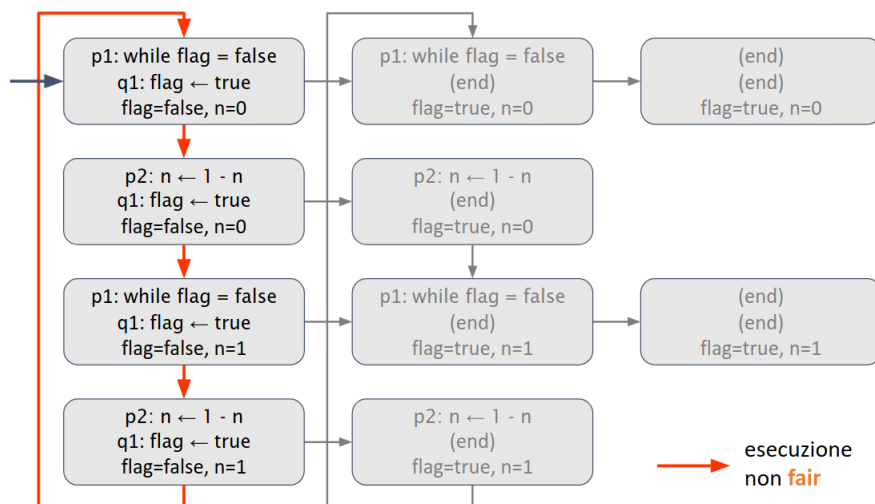 p1: while flag = false
q1: flag ← true
flag=false, n=0
p1: while flag = false
(end)
flag=true, n=0
(end)
(end)
flag=true, n=0
p2: n ← 1 - n
q1: flag ← true
flag=false, n=0
p2: n ← 1 - n
(end)
flag=true, n=0
p1: while flag = false
q1: flag ← true
flag=false, n=1
p1: while flag = false
(end)
flag=true, n=1
(end)
(end)
flag=true, n=1
p2: n ← 1 - n
q1: flag ← true
flag=false, n=1
p2: n ← 1 - n
(end)
flag=true, n=1
esecuzione
non fair